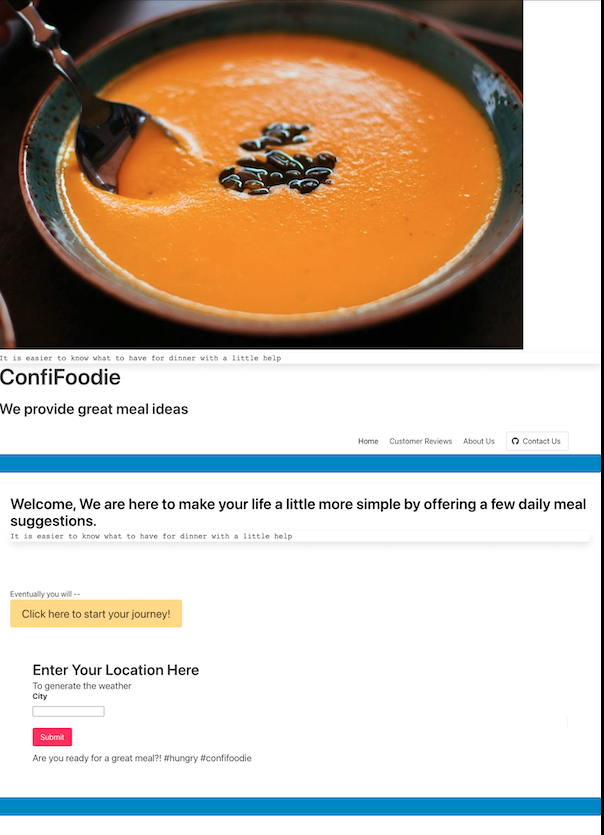 It is easier to know what to have for dinner with a little help
ConfiFoodie
We provide great meal ideas
Home Customer Reviews About Us Contact Us
Welcome, We are here to make your life a little more simple by offering a few daily meal
suggestions.
It is easier to know what to have for dinner with a little help
Eventually you will --
Click here to start your journey!
Enter Your Location Here
To generate the weather
City
Submit
Are you ready for a great meal?! #hungry #confifoodie